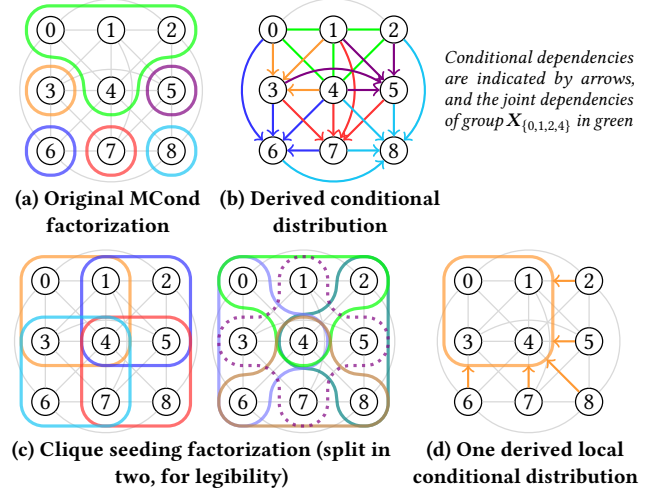 0 1 2
3 4 5
6 7 8
(a) Original MCond
factorization
0 1 2
3 4 5
6 7 8
(b) Derived conditional
distribution
Conditional dependencies
are indicated by arrows,
and the joint dependencies
of group X{0,1,2,4} in green
0 1 2
3 4 5
6 7 8
0 1 2
3 4 5
6 7 8
(c) Clique seeding factorization (split in
two, for legibility)
0 1 2
3 4 5
6 7 8
(d) One derived local
conditional distribution